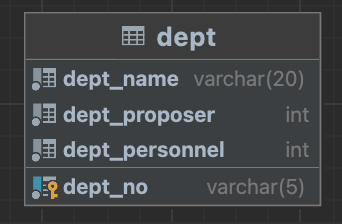 dept
dept_name varchar(20)
dept_proposer int
dept_personnel int
dept_no varchar(5)